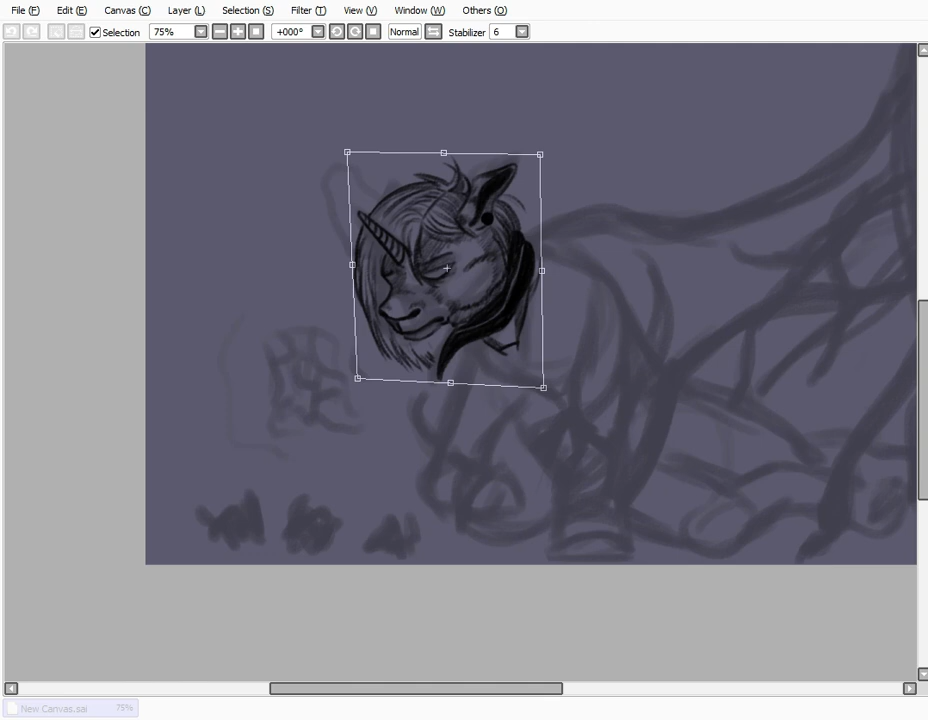 File (F) Edit (E) Canvas (C) Layer (L) Selection (S) Filter (T) View (V) Window (W) Others (O)
Selection 75% +000° Normal Stabilizer 6
New Canvas.sai 75%